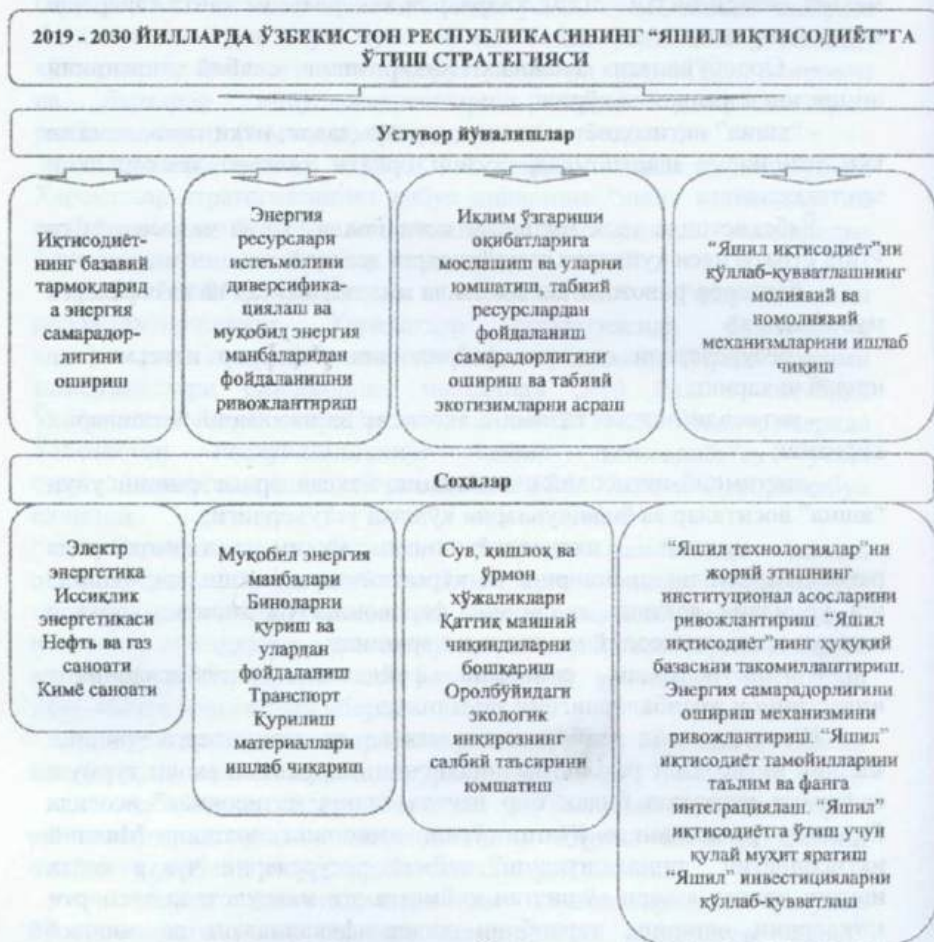 2019 - 2030 ЙИЛЛАРДА ЎЗБЕКИСТОН РЕСПУБЛИКАСИНИНГ “ЯШИЛ ИҚТИСОДИЁТ”ГА
ЎТИШ СТРАТЕГИЯСИ
Устувор йўналишлар
Иқтисодиёт-
нинг базавий
тармоқларид
а энергия
самарадор-
лигини
ошириш
Энергия
ресурслари
истеъмолини
диверсифика-
циялаш ва
муқобил энергия
манбаларидан
фойдаланишни
ривожлантириш
Иқлим ўзгариши
оқибатларига
мослашиш ва уларни
юмшатиш, табиий
ресурслардан
фойдаланиш
самарадорлигини
ошириш ва табиий
экотизимларни асраш
“Яшил иқтисодиёт”ни
қўллаб-қувватлашнинг
молиявий ва
номолиявий
механизмларини ишлаб
чиқиш
Соҳалар
Электр
энергетика
Иссиқлик
энергетикаси
Нефть ва газ
саноати
Кимё саноати
Муқобил энергия
манбалари
Биноларни
қуриш ва
улардан
фойдаланиш
Транспорт
Қурилиш
материаллари
ишлаб чиқариш
Сув, қишлоқ ва
ўрмон
хўжаликлари
Қаттиқ маиший
чиқиндиларни
бошқариш
Оролбўйидаги
экологик
инқирознинг
салбий таъсирини
юмшатиш
“Яшил технологиялар”ни
жорий этишнинг
институционал асосларини
ривожлантириш. “Яшил
иқтисодиёт”нинг ҳуқуқий
базасини такомиллаштириш.
Энергия самарадорлигини
ошириш механизмини
ривожлантириш. “Яшил”
иқтисодиёт тамойилларини
таълим ва фанга
интеграциялаш. “Яшил”
иқтисодиётга ўтиш учун
қулай муҳит яратиш
“Яшил” инвестицияларни
қўллаб-қувватлаш